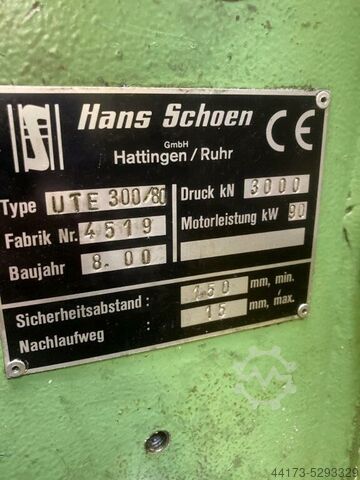 Hans Schoen
GmbH
Hattingen / Ruhr
CE
Type UTE 300/80
Druck kN 3000
Fabrik Nr. 4519
Motorleistung kW 90
Baujahr 8.00
Sicherheitsabstand : 150 mm, min.
Nachlaufweg : 15 mm, max.
44173-5293329